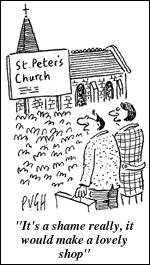 St. Peter's
Church
PUGH
"It's a shame really, it
would make a lovely
shop"